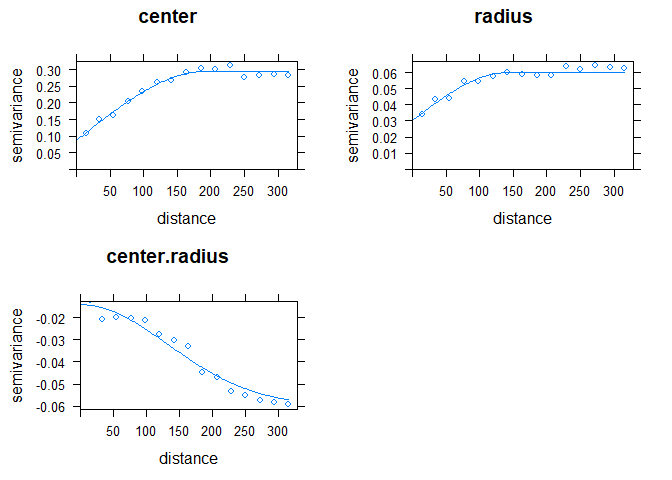 center
radius
semivariance
0.30
0.25
0.20
0.15
0.10
0.05
50 100 150 200 250 300
distance
semivariance
0.06
0.05
0.04
0.03
0.02
0.01
50 100 150 200 250 300
distance
center.radius
semivariance
-0.02
-0.03
-0.04
-0.05
-0.06
50 100 150 200 250 300
distance